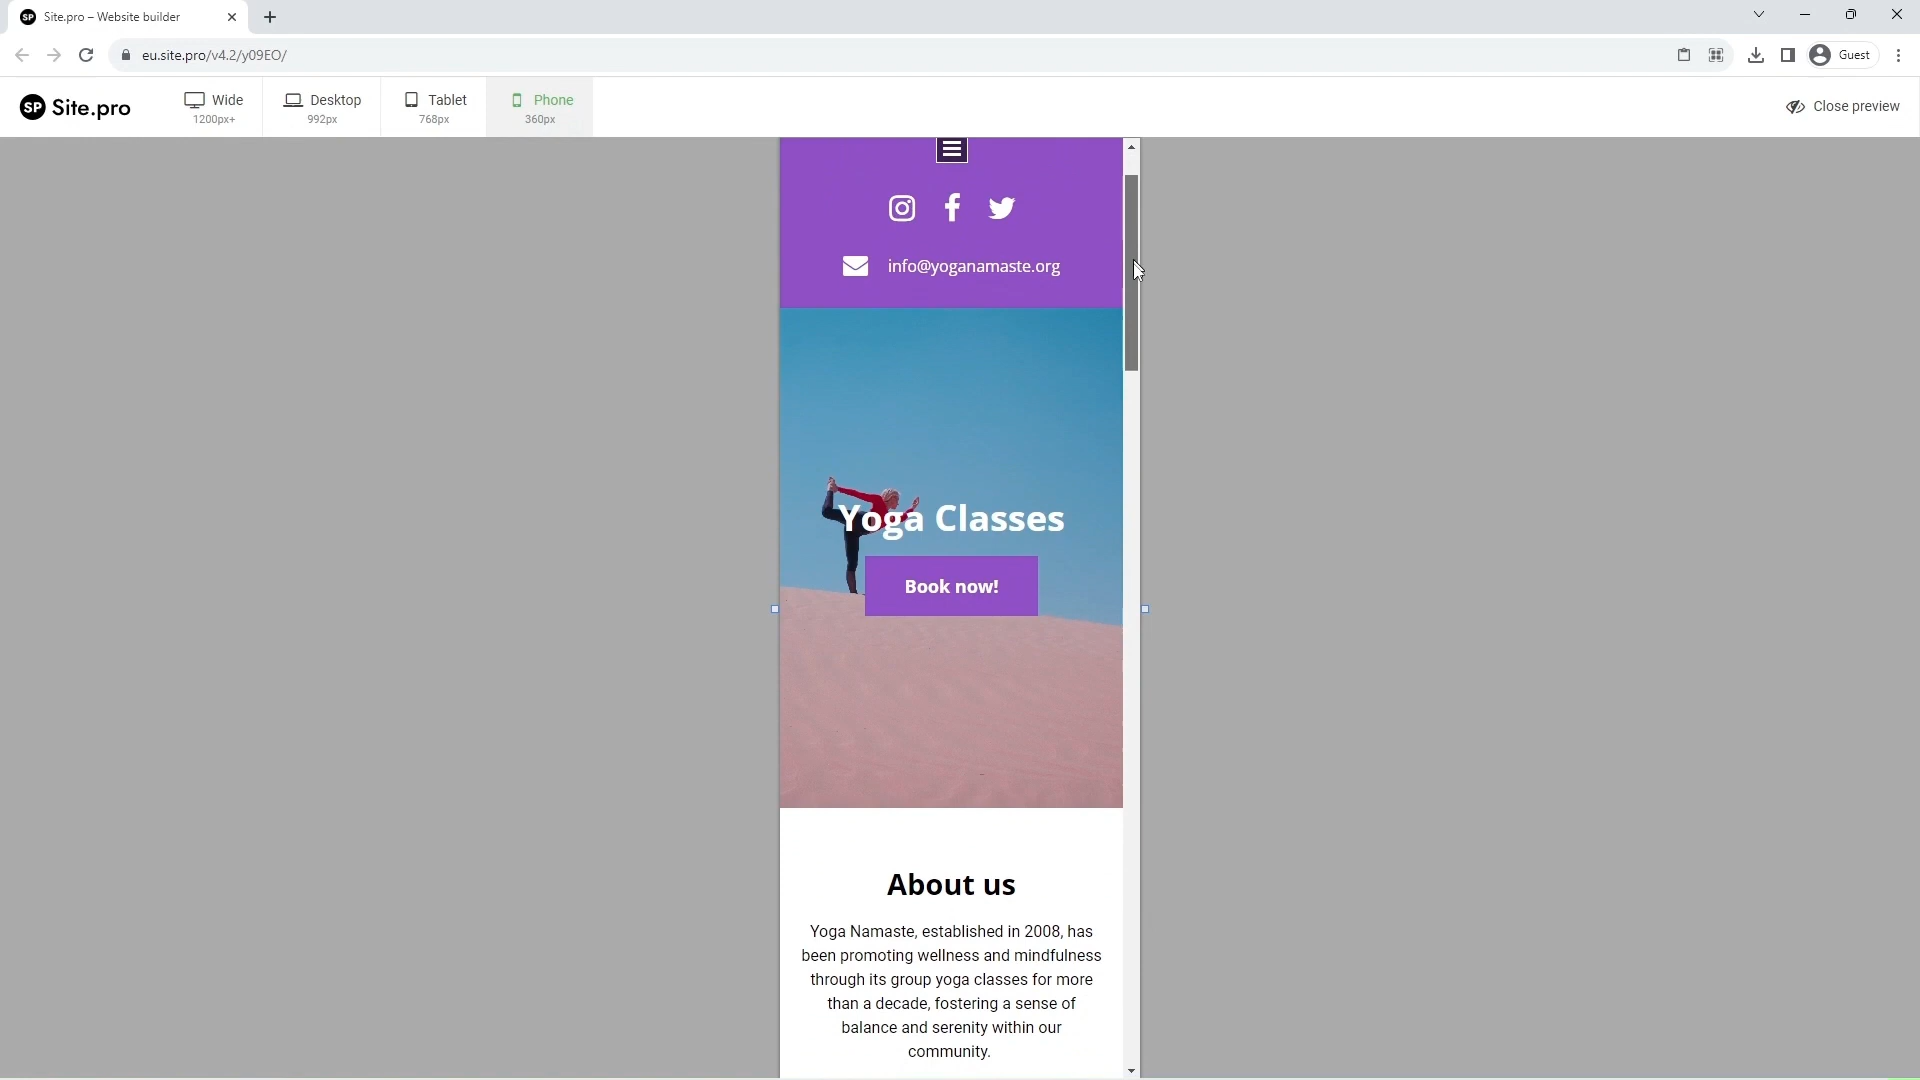 Site.pro – Website builder
eu.site.pro/v4.2/y09EO/
Guest
SP Site.pro
Wide
1200px+
Desktop
992px
Tablet
768px
Phone
360px
Close preview
info@yoganamaste.org
Yoga Classes
Book now!
About us
Yoga Namaste, established in 2008, has
been promoting wellness and mindfulness
through its group yoga classes for more
than a decade, fostering a sense of
balance and serenity within our
community.